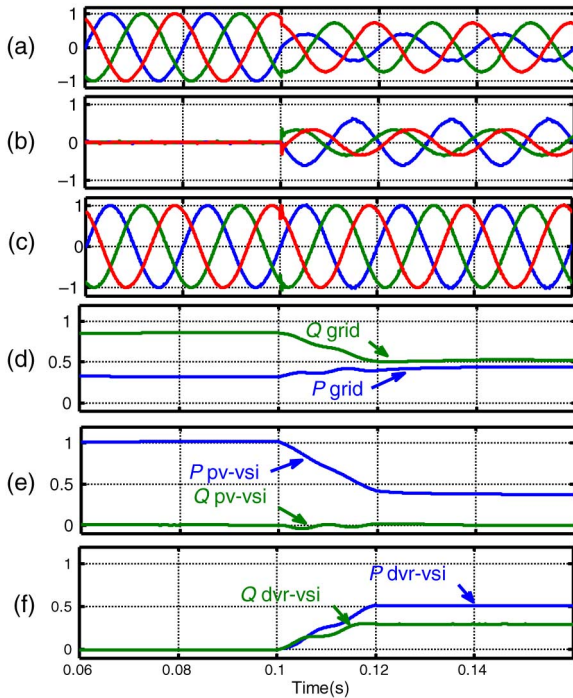 (a)
1
0
−1
(b)
1
0
−1
(c)
1
0
−1
(d)
1
0.5
0
Q grid
P grid
(e)
1
0.5
0
P pv-vsi
Q pv-vsi
(f)
1
0.5
0
P dvr-vsi
Q dvr-vsi
0.06 0.08 0.1 0.12 0.14
Time(s)